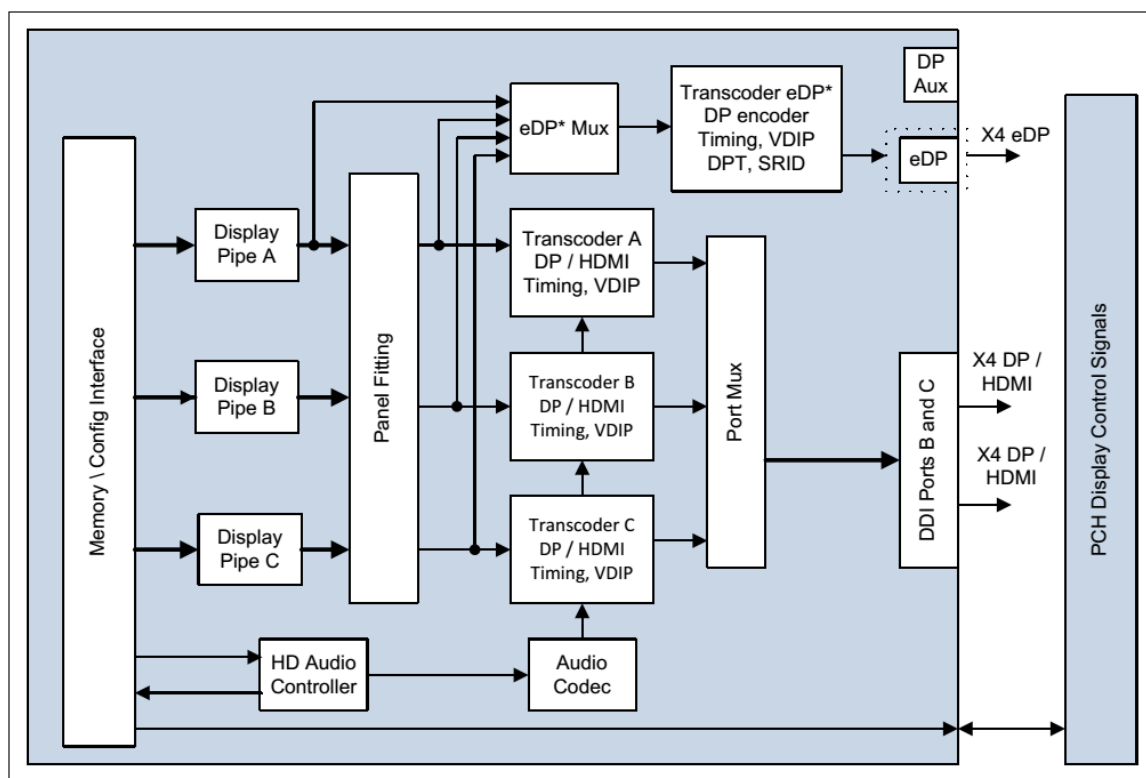 DP
Aux
Transcoder eDP*
DP encoder
Timing, VDIP
DPT, SRID
eDP* Mux
eDP
X4 eDP
Memory \ Config Interface
Display
Pipe A
Display
Pipe B
Display
Pipe C
Panel Fitting
Transcoder A
DP / HDMI
Timing, VDIP
Transcoder B
DP / HDMI
Timing, VDIP
Transcoder C
DP / HDMI
Timing, VDIP
Port Mux
DDI Ports B and C
X4 DP /
HDMI
X4 DP /
HDMI
PCH Display Control Signals
HD Audio
Controller
Audio
Codec